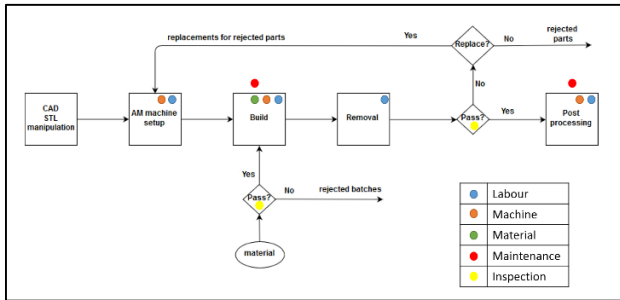 replacements for rejected parts
Yes
Replace?
No
rejected
parts
No
CAD
STL
manipulation
AM machine
setup
Build
Removal
Pass?
Yes
Post
processing
Yes
Pass?
No
rejected batches
material
Labour
Machine
Material
Maintenance
Inspection